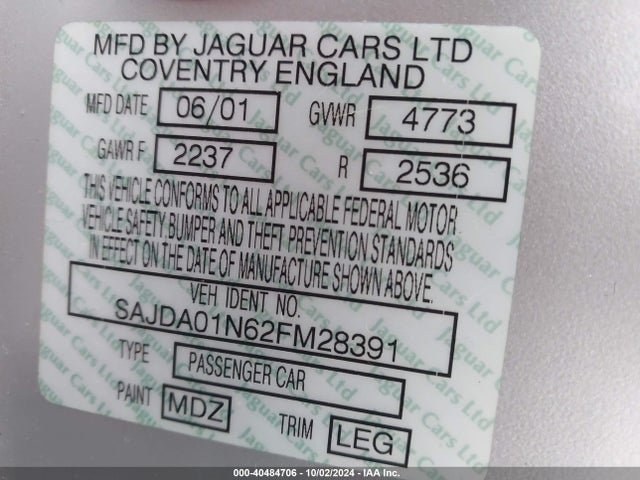 MFD BY JAGUAR CARS LTD
COVENTRY ENGLAND
MFD DATE 06/01 GVWR 4773
GAWR F 2237 R 2536
THIS VEHICLE CONFORMS TO ALL APPLICABLE FEDERAL MOTOR
VEHICLE SAFETY BUMPER AND THEFT PREVENTION STANDARDS
IN EFFECT ON THE DATE OF MANUFACTURE SHOWN ABOVE.
VEH IDENT NO.
SAJDA01N62FM28391
TYPE PASSENGER CAR
PAINT MDZ TRIM LEG
000-40484706 - 10/02/2024 - IAA Inc.